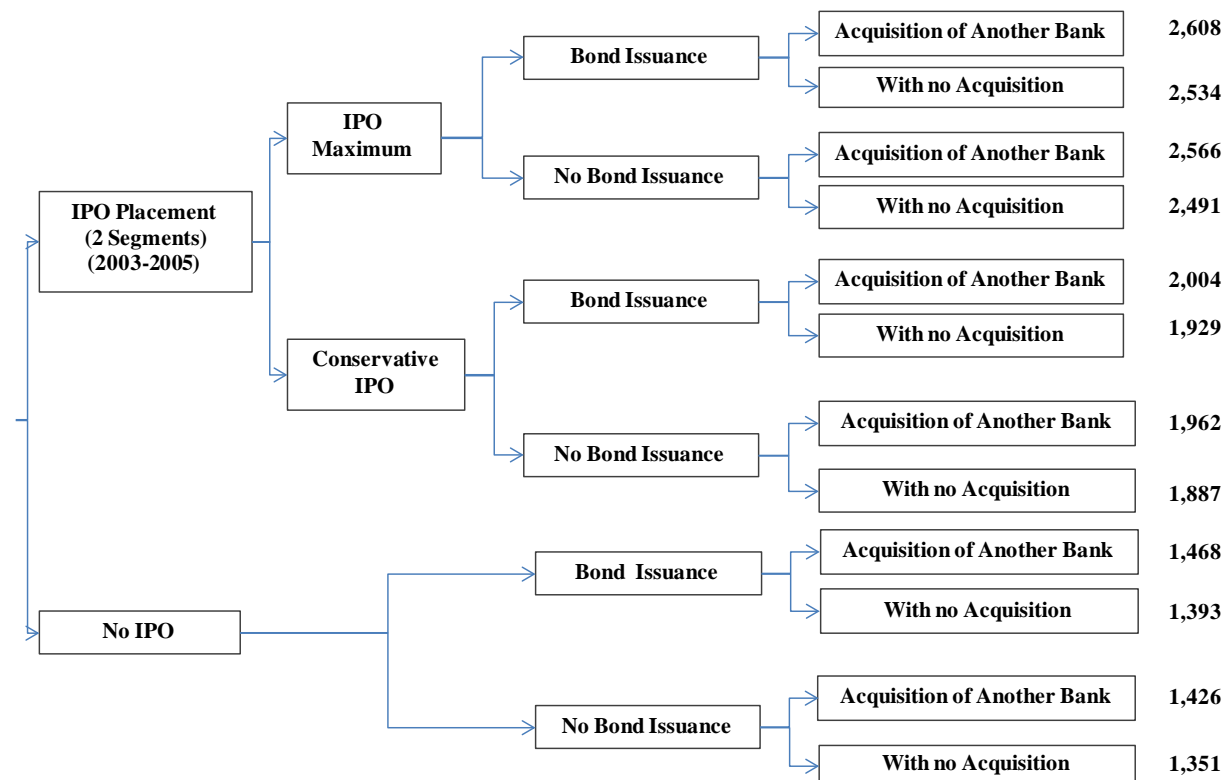 Acquisition of Another Bank 2,608
Bond Issuance
With no Acquisition 2,534
IPO
Maximum
Acquisition of Another Bank 2,566
No Bond Issuance
With no Acquisition 2,491
IPO Placement
(2 Segments)
(2003-2005)
Acquisition of Another Bank 2,004
Bond Issuance
With no Acquisition 1,929
Conservative
IPO
Acquisition of Another Bank 1,962
No Bond Issuance
With no Acquisition 1,887
Acquisition of Another Bank 1,468
Bond Issuance
With no Acquisition 1,393
No IPO
Acquisition of Another Bank 1,426
No Bond Issuance
With no Acquisition 1,351